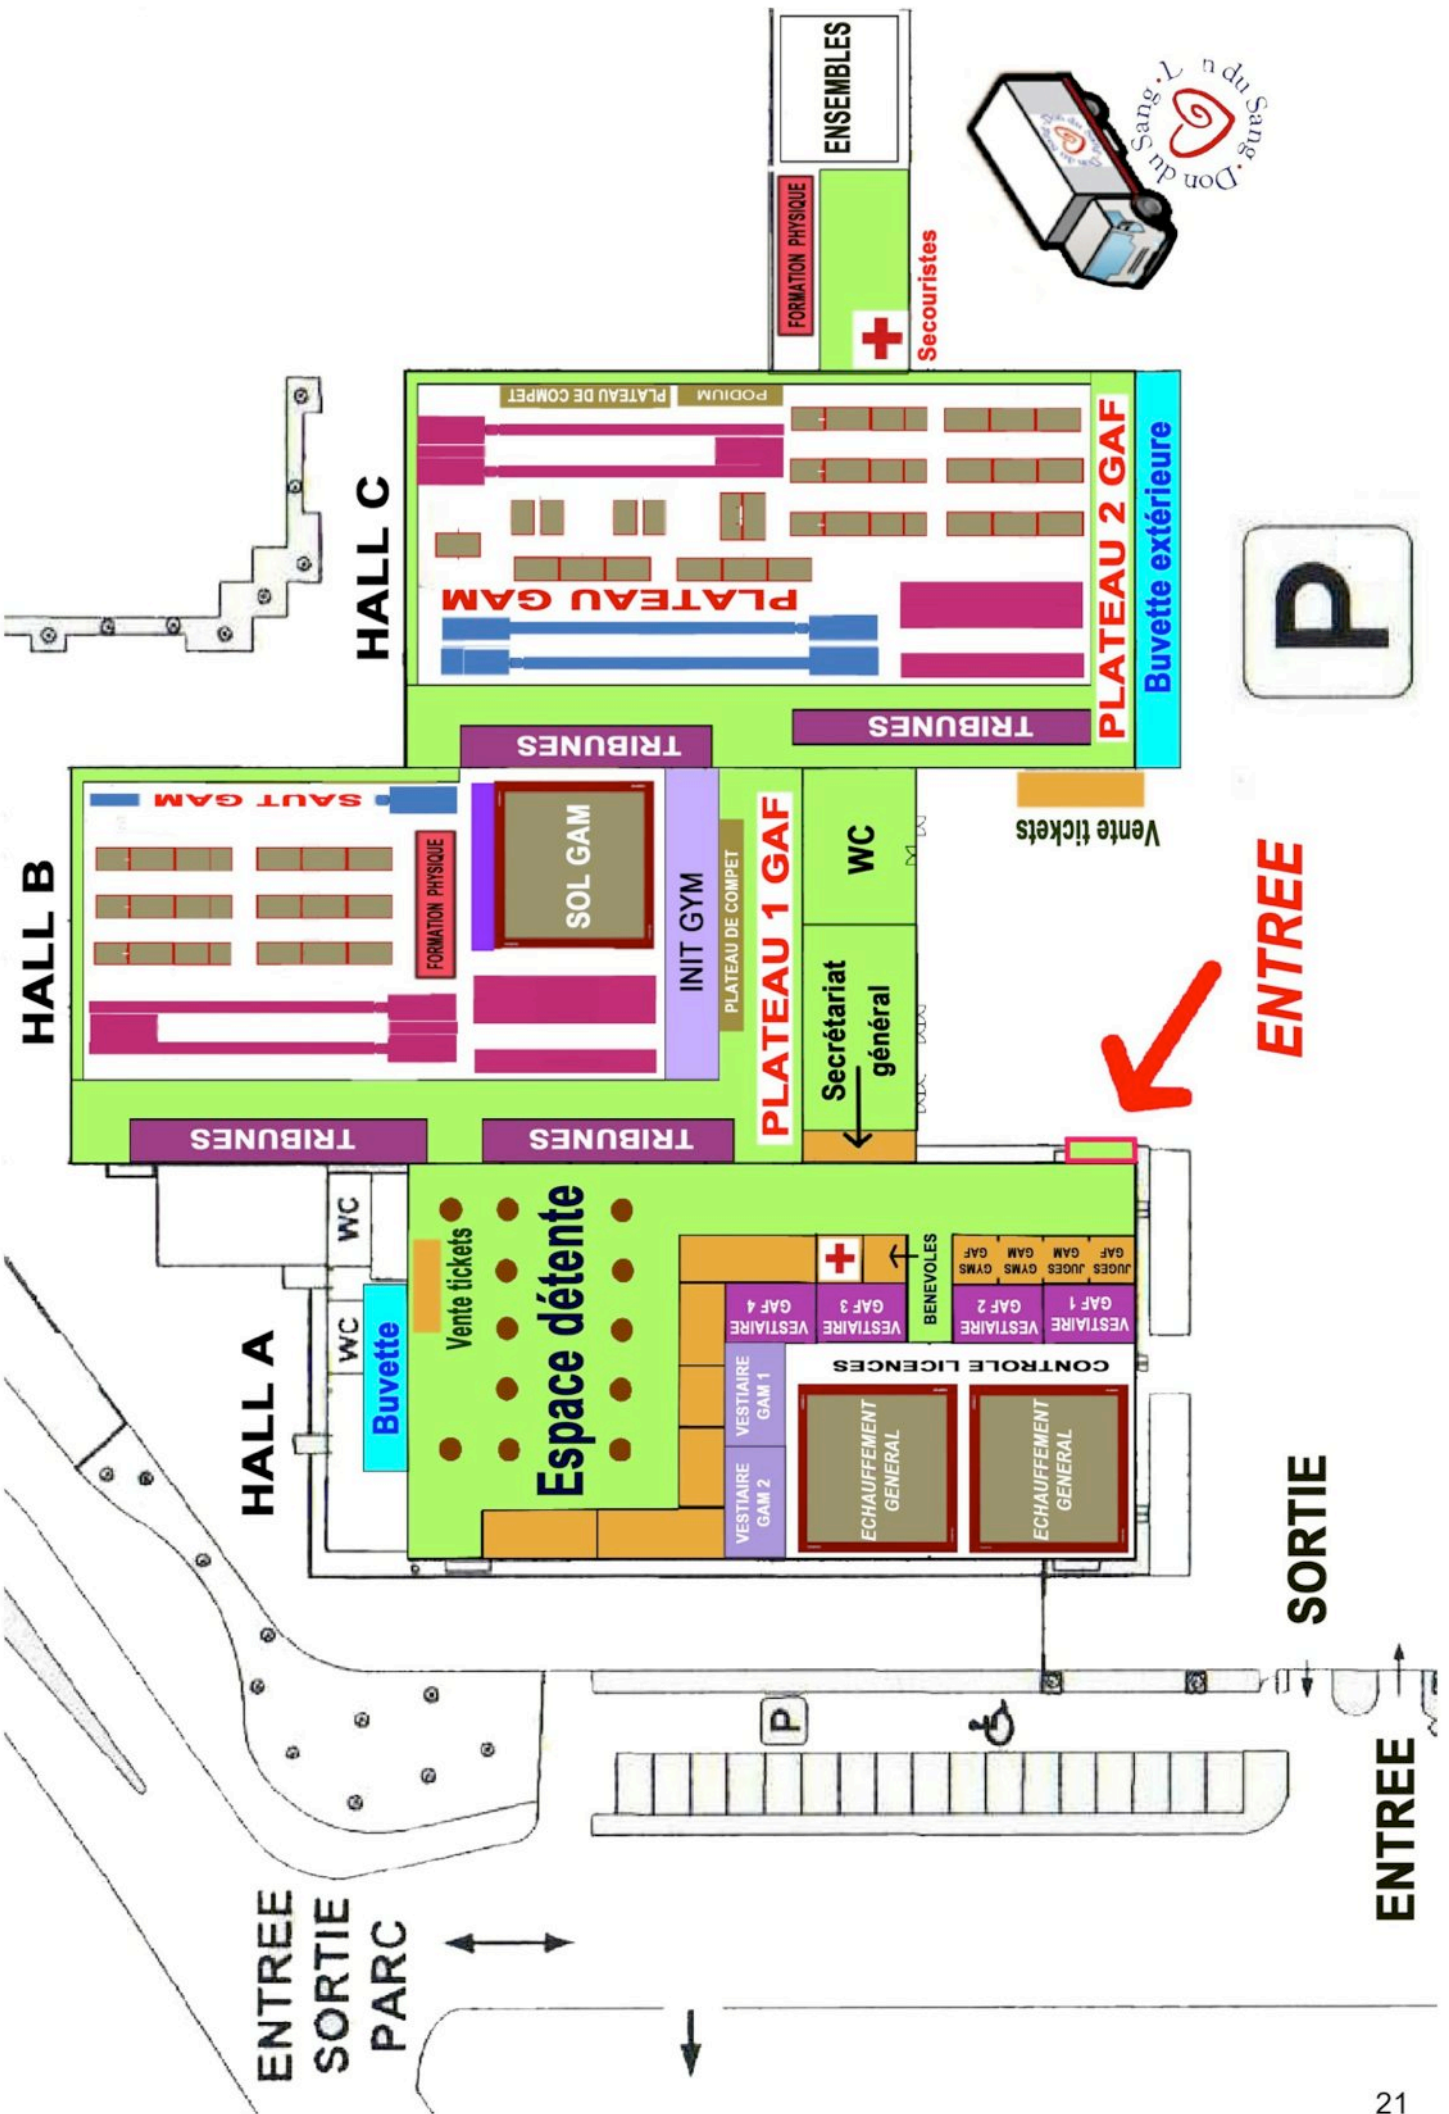 ENSEMBLES
FORMATION PHYSIQUE
Secouristes
Don du Sang
Don du Sang
HALL C
PLATEAU DE COMPET
PODIUM
PLATEAU GAM
PLATEAU 2 GAF
Buvette extérieure
TRIBUNES
TRIBUNES
P
Vente tickets
ENTREE
HALL B
SAUT GAM
FORMATION PHYSIQUE
SOL GAM
INIT GYM
PLATEAU DE COMPET
PLATEAU 1 GAF
WC
Secrétariat
général
TRIBUNES
TRIBUNES
HALL A
WC
WC
Buvette
Vente tickets
Espace détente
BENEVOLES
GYMS
GAF
GYMS
GAM
JUGES
GAM
JUGES
GAF
VESTIAIRE
GAF 4
VESTIAIRE
GAF 3
VESTIAIRE
GAF 2
VESTIAIRE
GAF 1
VESTIAIRE
GAM 1
VESTIAIRE
GAM 2
CONTROLE LICENCES
ECHAUFFEMENT
GENERAL
ECHAUFFEMENT
GENERAL
P
SORTIE
ENTREE
ENTREE
SORTIE
PARC
21